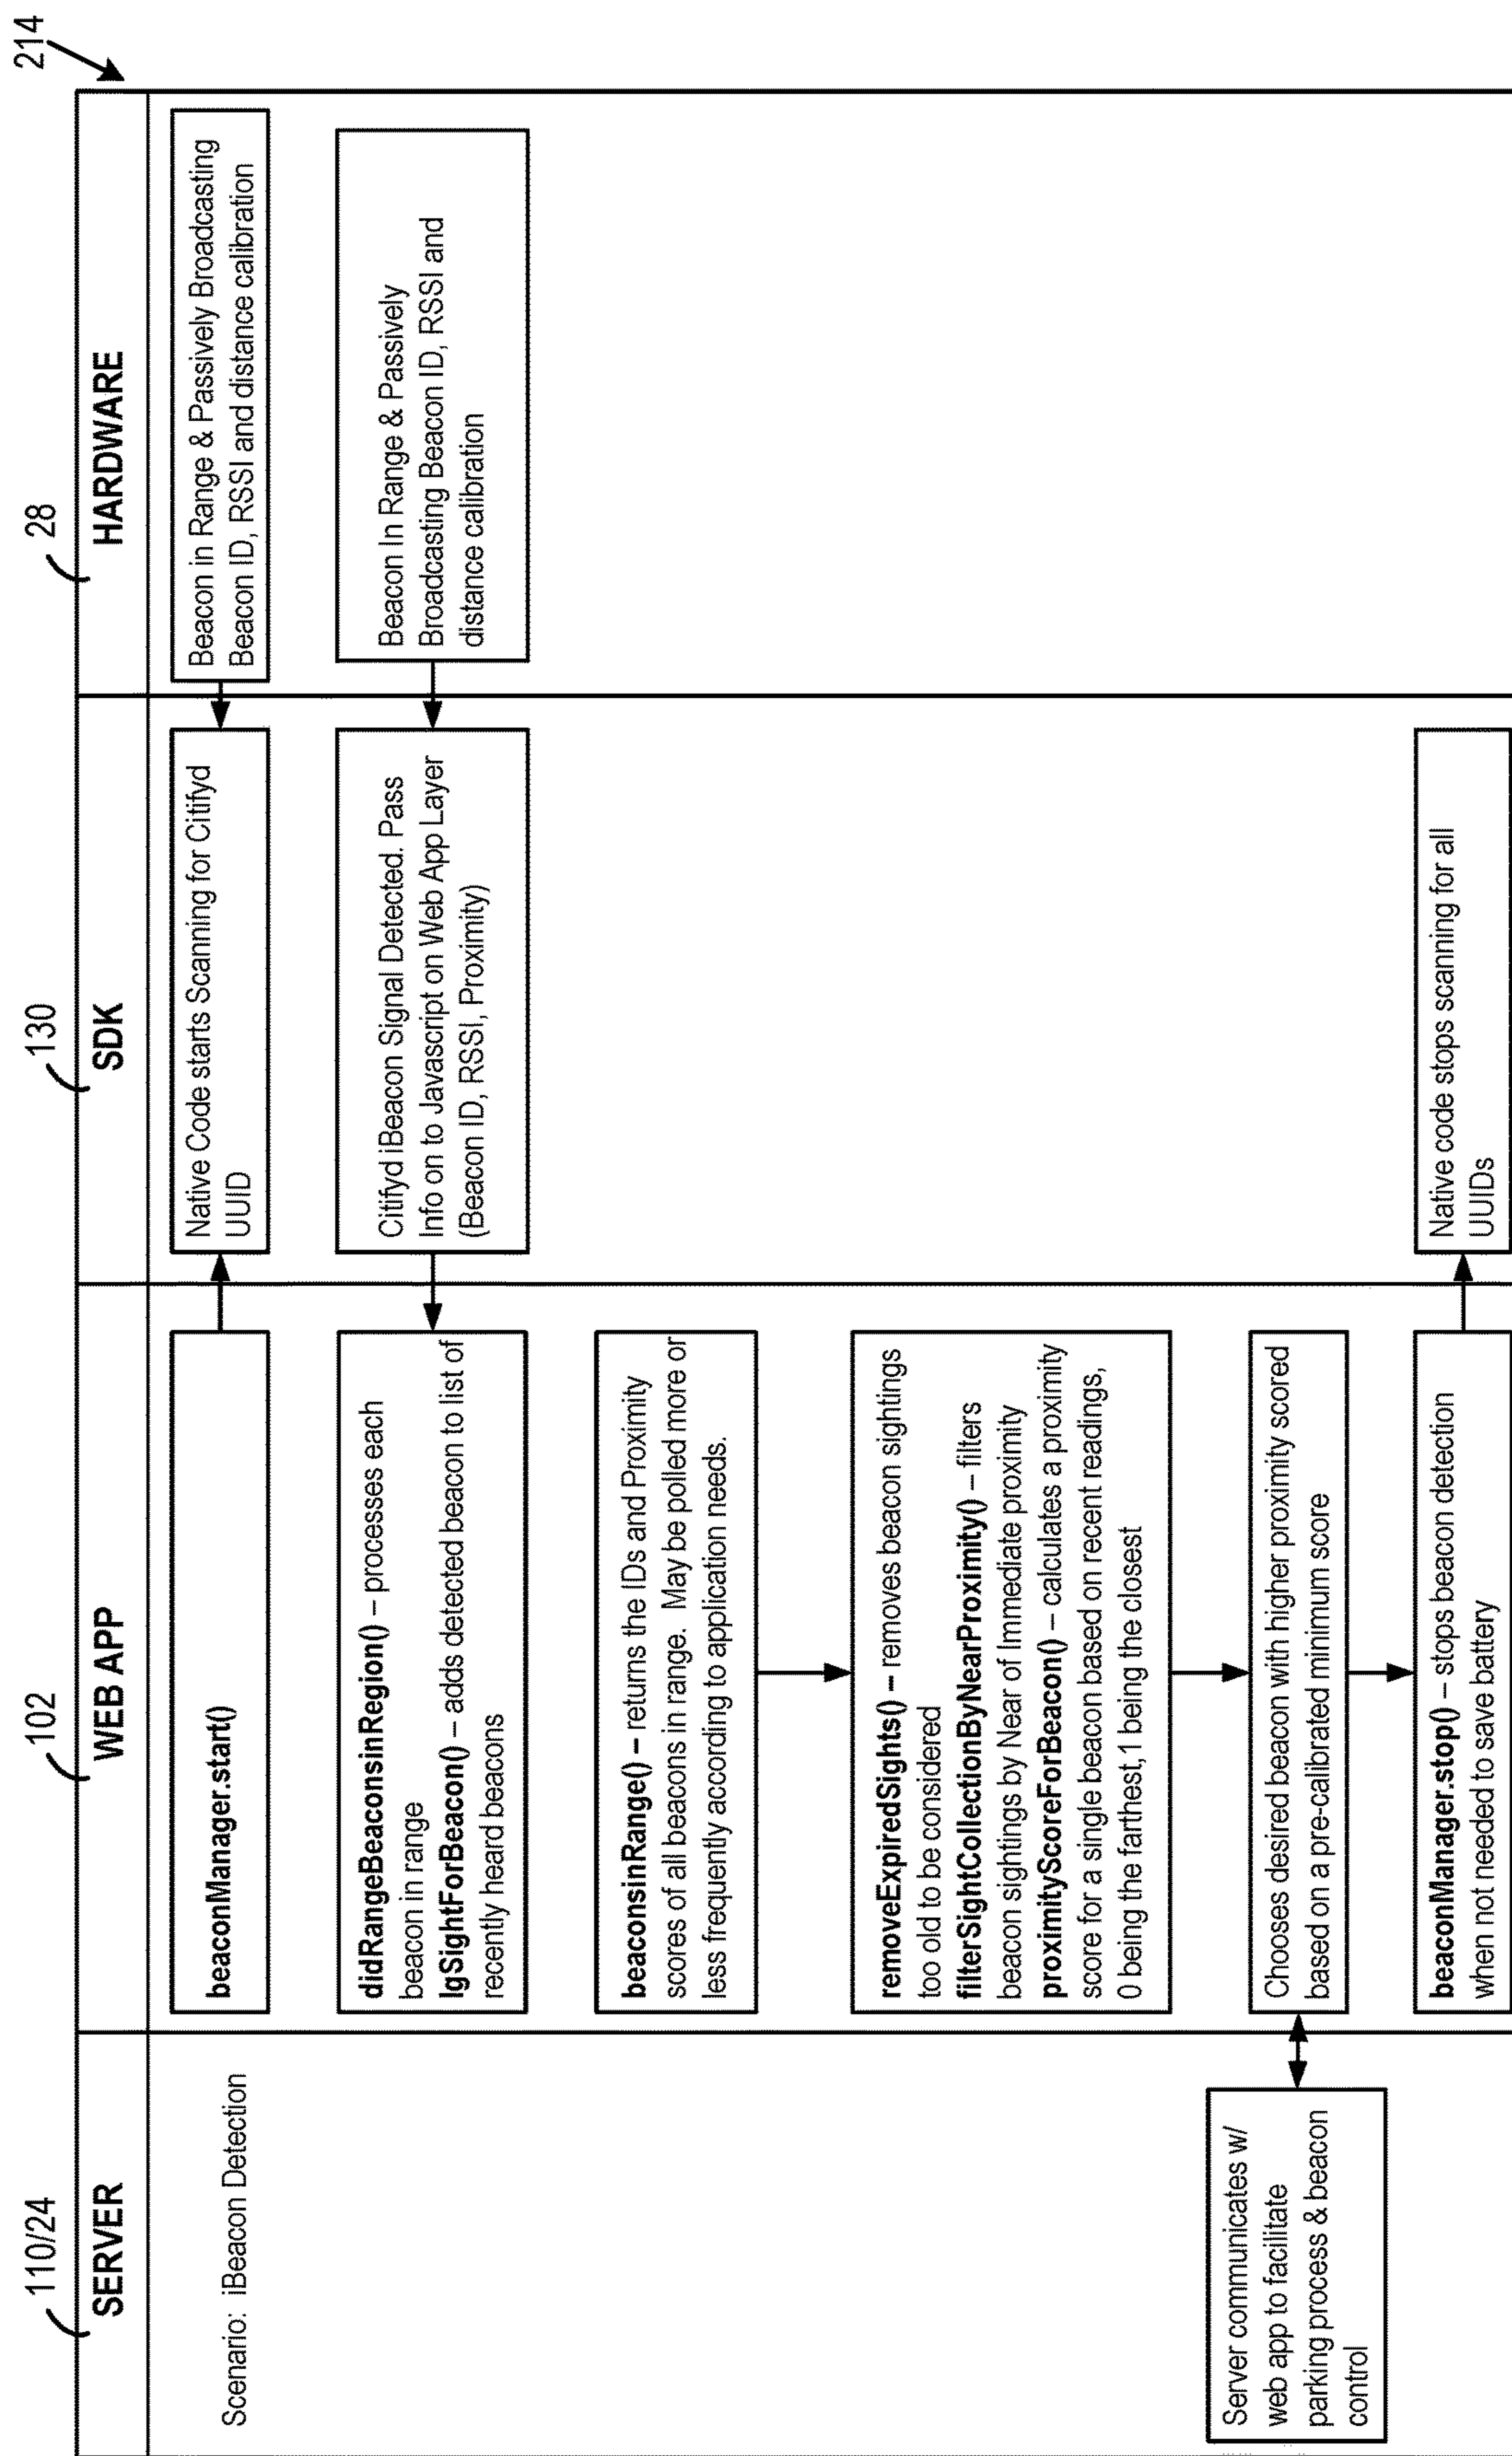 214
110/24
102
130
28
SERVER
WEB APP
SDK
HARDWARE
Scenario: iBeacon Detection
beaconManager.start()
Native Code starts Scanning for Citifyd
UUID
Beacon in Range & Passively Broadcasting
Beacon ID, RSSI and distance calibration
didRangeBeaconsinRegion() – processes each
beacon in range
lgSightForBeacon() – adds detected beacon to list of
recently heard beacons
Citifyd iBeacon Signal Detected. Pass
Info on to Javascript on Web App Layer
(Beacon ID, RSSI, Proximity)
Beacon In Range & Passively
Broadcasting Beacon ID, RSSI and
distance calibration
beaconsinRange() – returns the IDs and Proximity
scores of all beacons in range. May be polled more or
less frequently according to application needs.
removeExpiredSights() – removes beacon sightings
too old to be considered
filterSightCollectionByNearProximity() – filters
beacon sightings by Near of Immediate proximity
proximityScoreForBeacon() – calculates a proximity
score for a single beacon based on recent readings,
0 being the farthest, 1 being the closest
Server communicates w/
web app to facilitate
parking process & beacon
control
Chooses desired beacon with higher proximity scored
based on a pre-calibrated minimum score
beaconManager.stop() – stops beacon detection
when not needed to save battery
Native code stops scanning for all
UUIDs